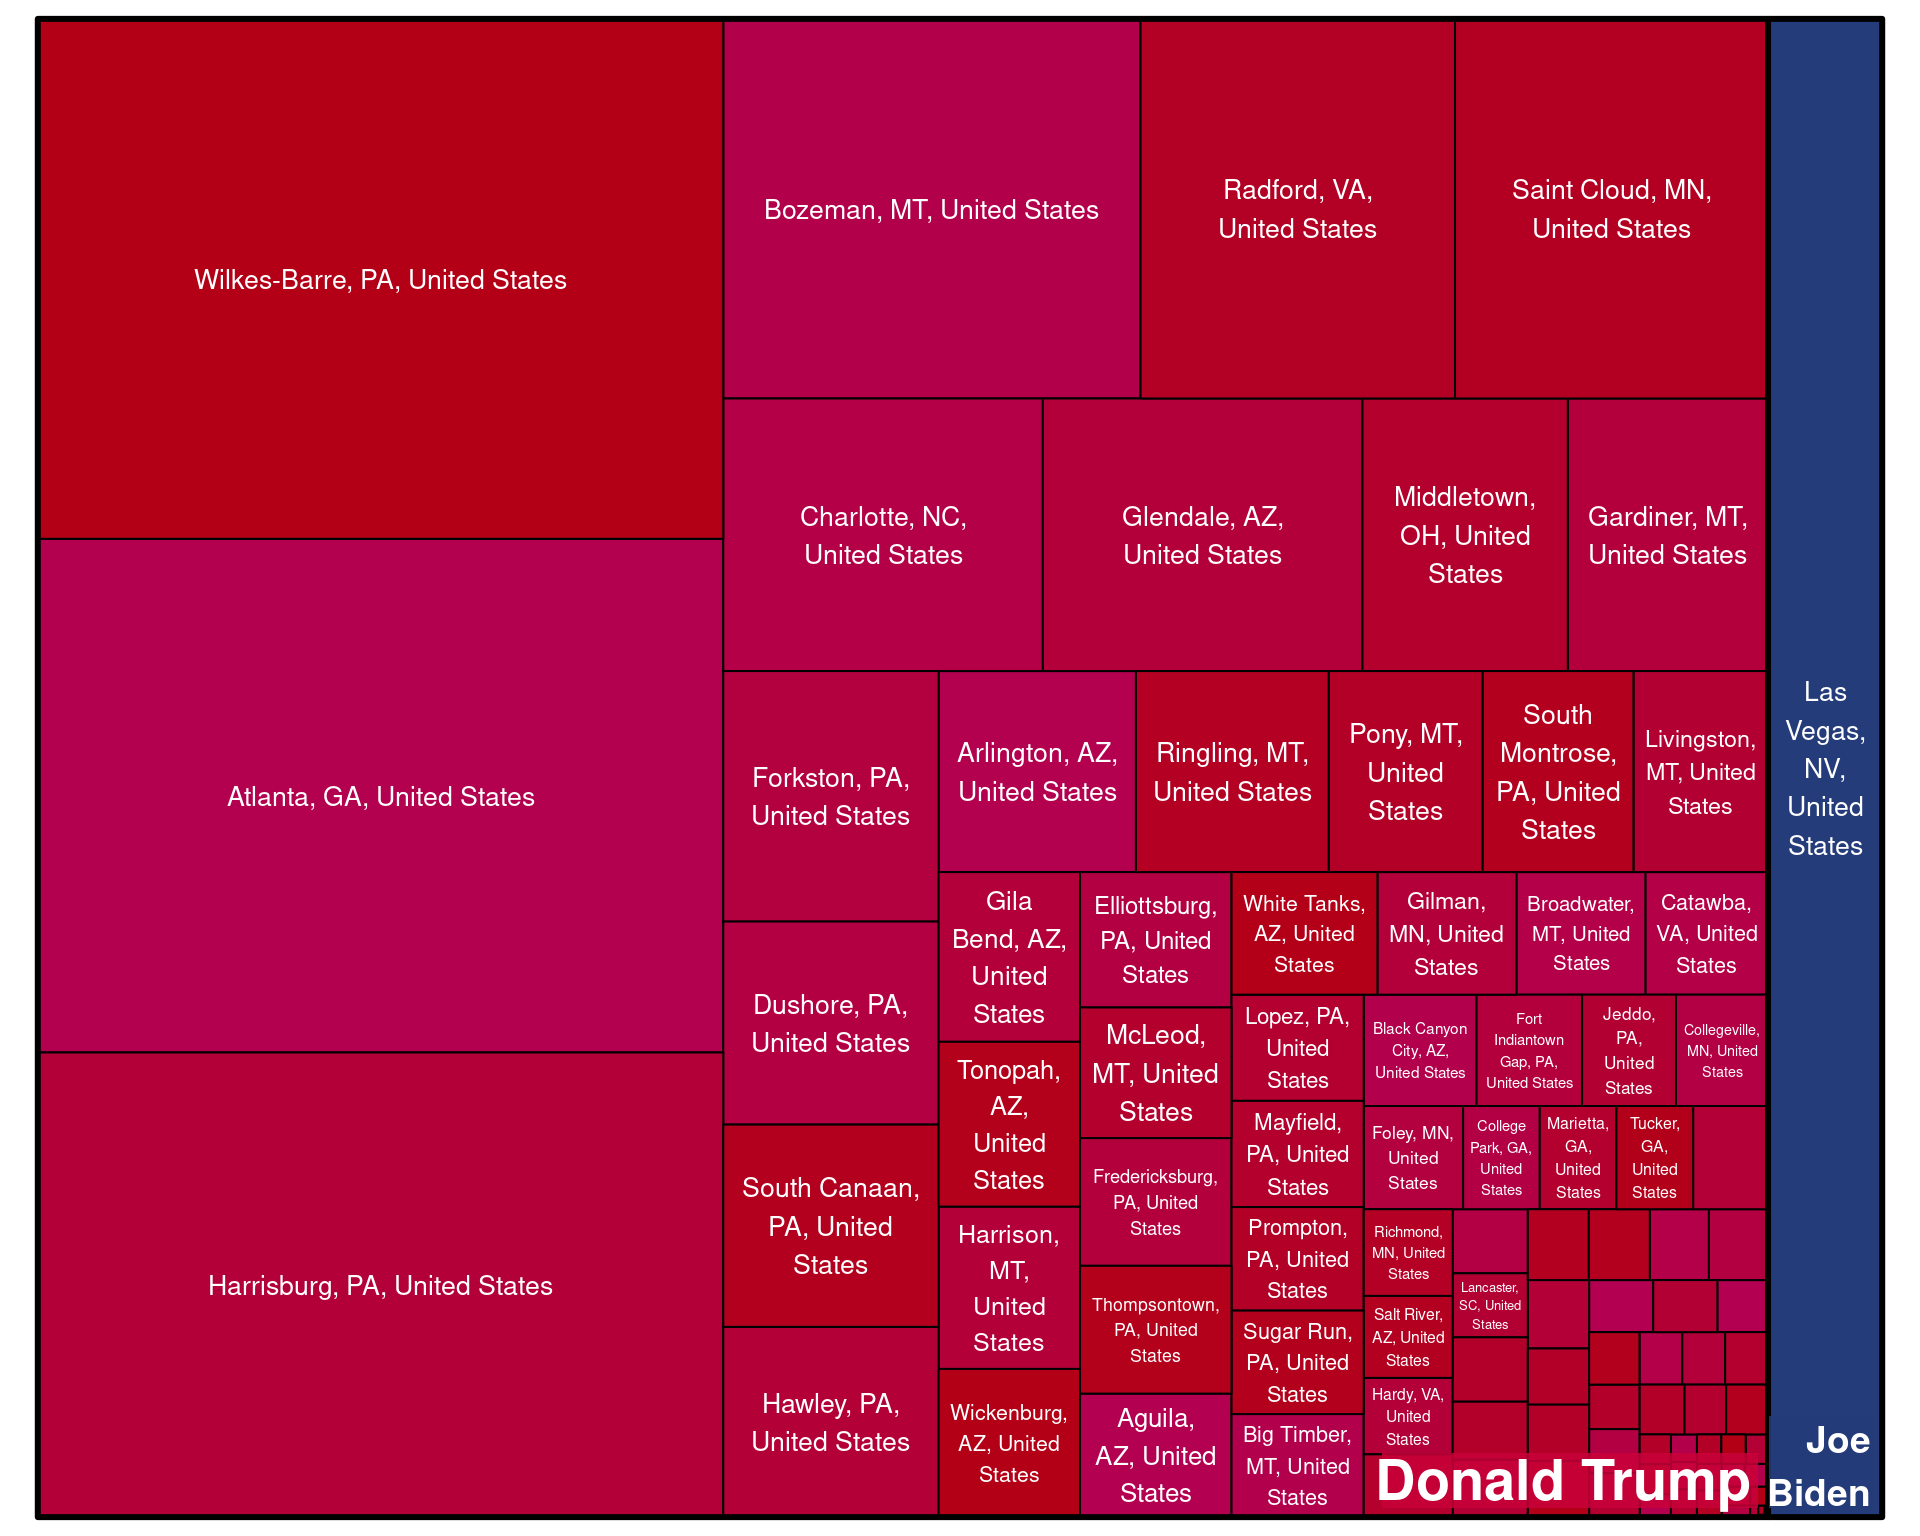 Wilkes-Barre, PA, United States
Atlanta, GA, United States
Harrisburg, PA, United States
Bozeman, MT, United States
Radford, VA,
United States
Saint Cloud, MN,
United States
Charlotte, NC,
United States
Glendale, AZ,
United States
Middletown,
OH, United
States
Gardiner, MT,
United States
Forkston, PA,
United States
Dushore, PA,
United States
South Canaan,
PA, United
States
Hawley, PA,
United States
Arlington, AZ,
United States
Ringling, MT,
United States
Pony, MT,
United
States
South
Montrose,
PA, United
States
Livingston,
MT, United
States
Gila
Bend, AZ,
United
States
Tonopah,
AZ,
United
States
Harrison,
MT,
United
States
Wickenburg,
AZ, United
States
Elliottsburg,
PA, United
States
McLeod,
MT, United
States
Fredericksburg,
PA, United
States
Thompsontown,
PA, United
States
Aguila,
AZ, United
States
White Tanks,
AZ, United
States
Gilman,
MN, United
States
Broadwater,
MT, United
States
Catawba,
VA, United
States
Lopez, PA,
United
States
Mayfield,
PA, United
States
Prompton,
PA, United
States
Sugar Run,
PA, United
States
Big Timber,
MT, United
States
Black Canyon
City, AZ,
United States
Fort
Indiantown
Gap, PA,
United States
Jeddo,
PA,
United
States
Collegeville,
MN, United
States
Foley, MN,
United
States
College
Park, GA,
United
States
Marietta,
GA,
United
States
Tucker,
GA,
United
States
Richmond,
MN, United
States
Salt River,
AZ, United
States
Hardy, VA,
United
States
Lancaster,
SC, United
States
Donald Trump
Las
Vegas,
NV,
United
States
Joe
Biden